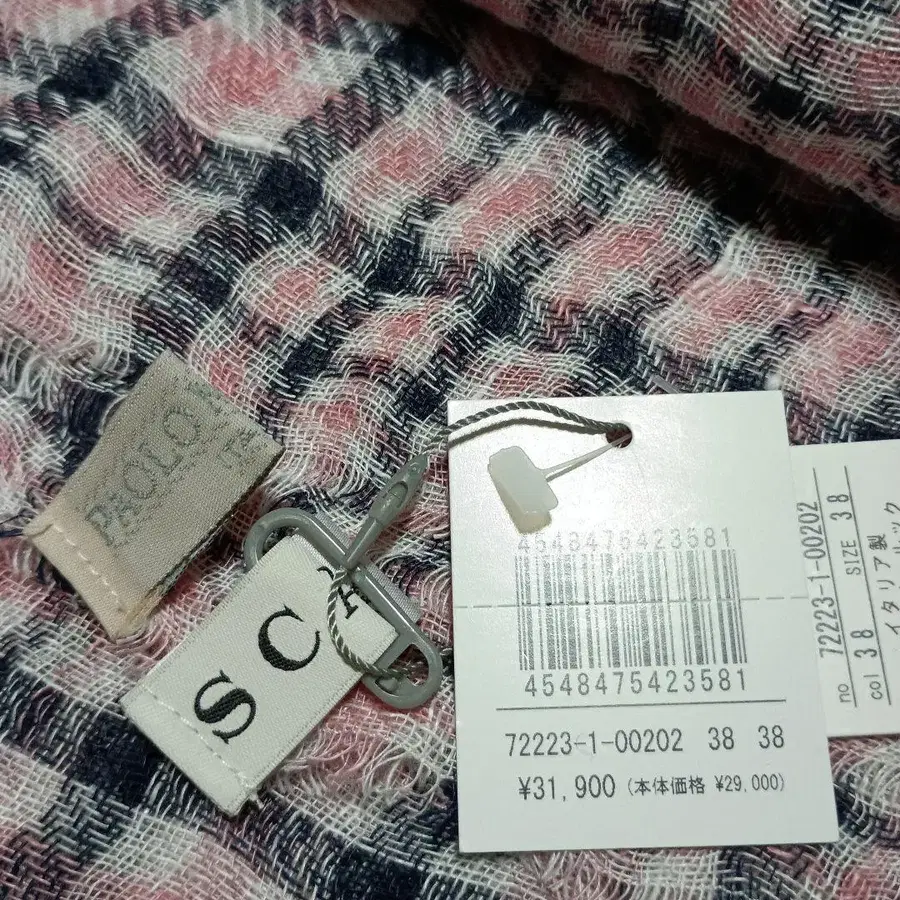 PAOLO
SCA
4548475423581
4548475423581
72223-1-00202 38 38
¥31,900 (本体価格 ¥29,000)
no 72223-1-00202
col 38 SIZE 38
イタリア製